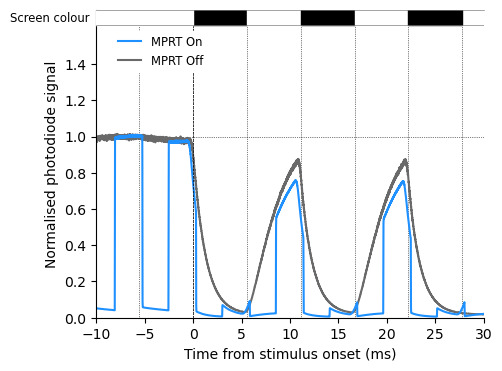 Screen colour
MPRT On
MPRT Off
Normalised photodiode signal
1.4
1.2
1.0
0.8
0.6
0.4
0.2
0.0
−10 −5 0 5 10 15 20 25 30
Time from stimulus onset (ms)